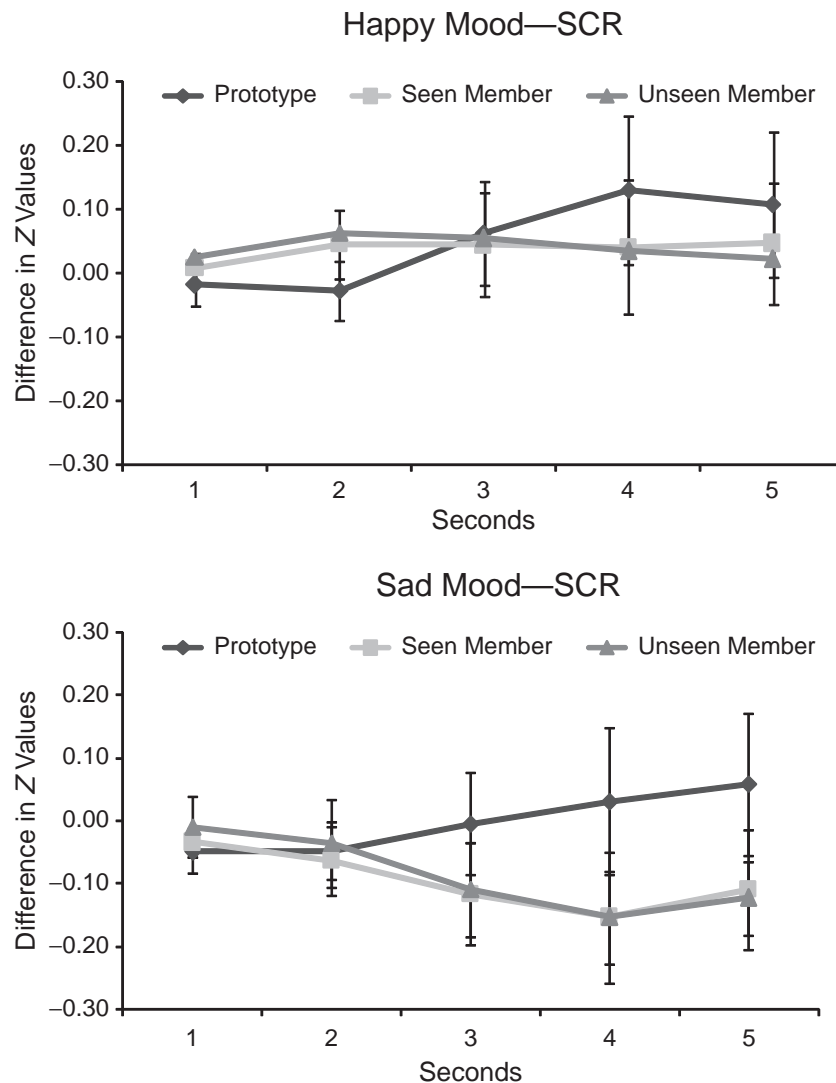 Happy Mood—SCR
0.30
Prototype Seen Member Unseen Member
0.20
0.10
0.00
–0.10
–0.20
–0.30
Difference in Z Values
1 2 3 4 5
Seconds
Sad Mood—SCR
0.30
Prototype Seen Member Unseen Member
0.20
0.10
0.00
–0.10
–0.20
–0.30
Difference in Z Values
1 2 3 4 5
Seconds